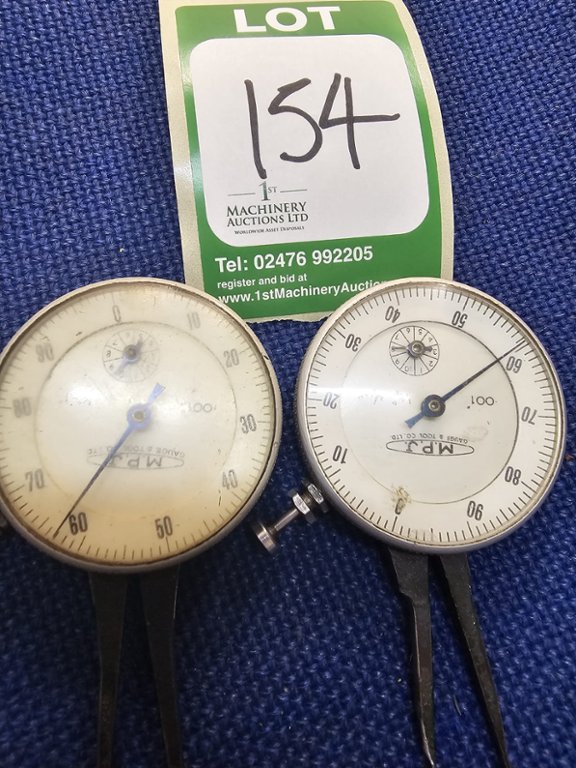 LOT
154
1ST
MACHINERY
AUCTIONS LTD
WORLDWIDE ASSET DISPOSALS
Tel: 02476 992205
register and bid at
www.1stMachineryAuctio
0
10
20
30
40
50
60
70
80
90
.001"
M.P.J.
GAUGE & TOOL CO. LTD.
0
10
20
30
40
50
60
70
80
90
.001"
M.P.J.
GAUGE & TOOL CO. LTD.